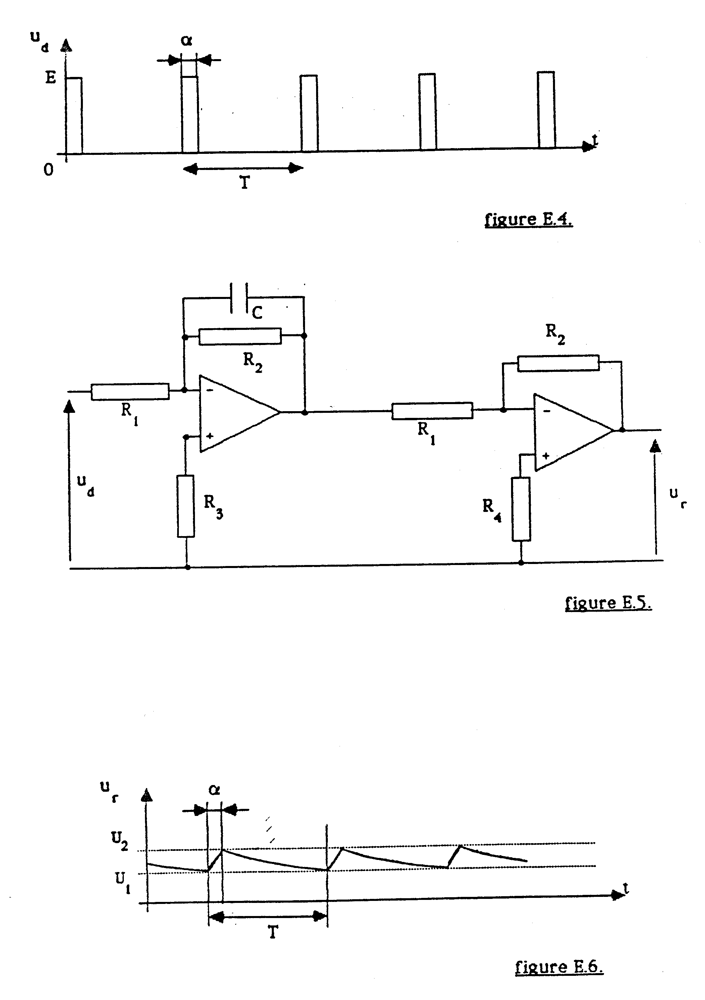 u_d
α
E
t
0
T
figure E.4.
C
R_2
R_2
R_1
-
+
R_1
-
+
u_d
R_3
R_4
u_r
figure E.5.
u_r
α
U_2
U_1
t
T
figure E.6.